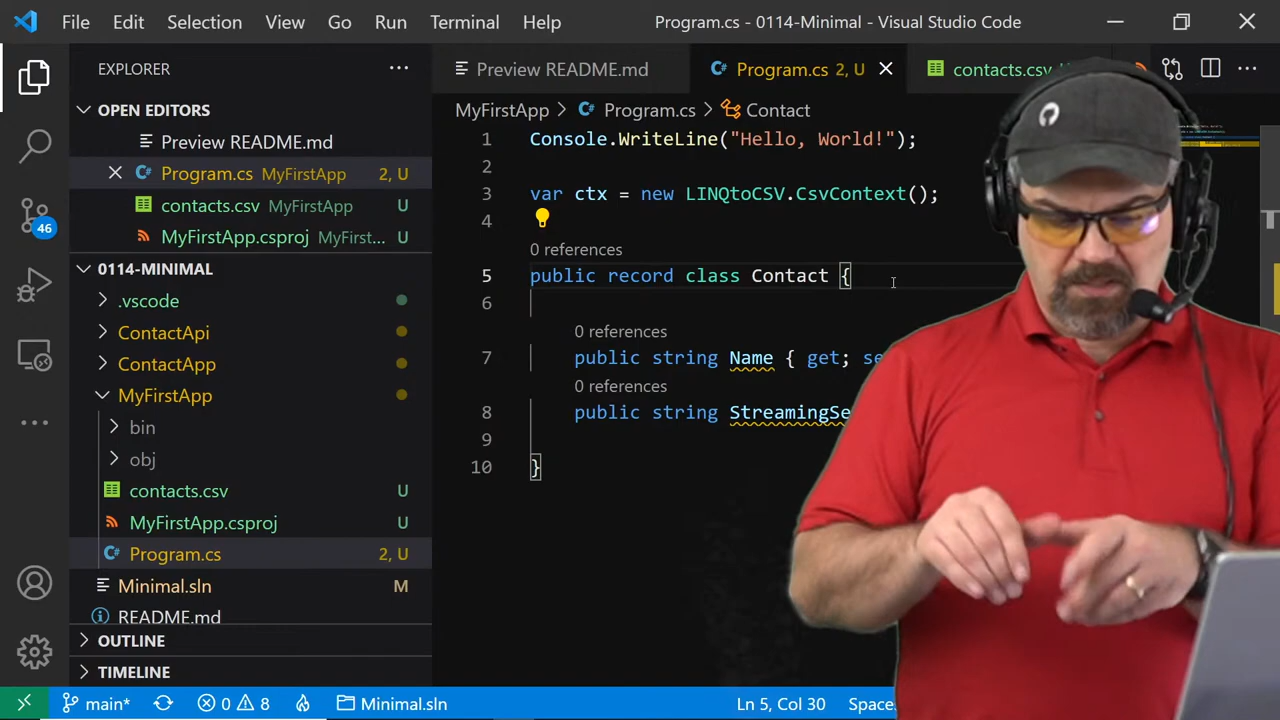 File Edit Selection View Go Run Terminal Help Program.cs - 0114-Minimal - Visual Studio Code
EXPLORER
OPEN EDITORS
Preview README.md
Program.cs MyFirstApp 2, U
contacts.csv MyFirstApp U
MyFirstApp.csproj MyFirst... U
0114-MINIMAL
.vscode
ContactApi
ContactApp
MyFirstApp
bin
obj
contacts.csv U
MyFirstApp.csproj U
Program.cs 2, U
Minimal.sln M
README.md
OUTLINE
TIMELINE
46
Preview README.md Program.cs 2, U contacts.csv
MyFirstApp > Program.cs > Contact
1 Console.WriteLine("Hello, World!");
2
3 var ctx = new LINQtoCSV.CsvContext();
4
0 references
5 public record class Contact {
6
0 references
7 public string Name { get; se
0 references
8 public string StreamingSe
9
10 }
main* 0 8 Minimal.sln Ln 5, Col 30 Space